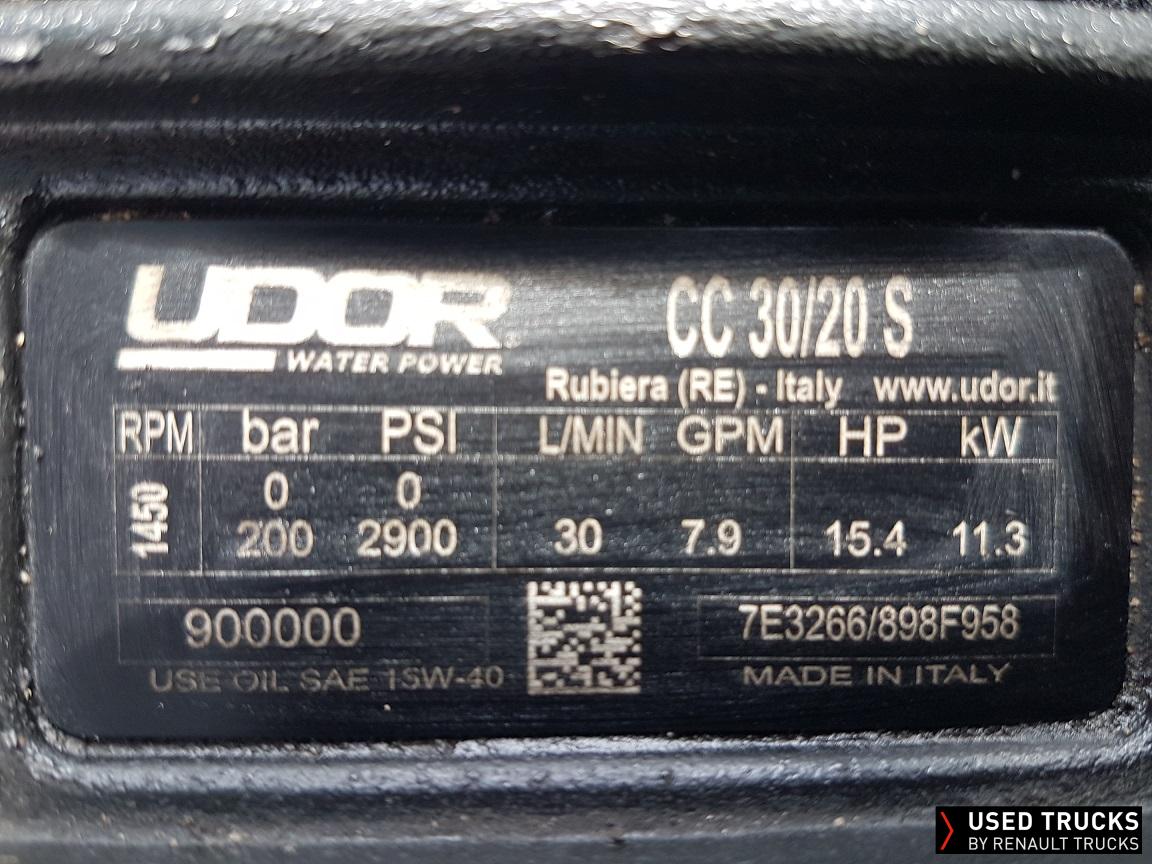 UDOR
WATER POWER
CC 30/20 S
Rubiera (RE) - Italy www.udor.it
RPM bar PSI L/MIN GPM HP kW
1450
0 0
200 2900 30 7.9 15.4 11.3
900000
7E3266/898F958
USE OIL SAE 15W-40
MADE IN ITALY
USED TRUCKS
BY RENAULT TRUCKS